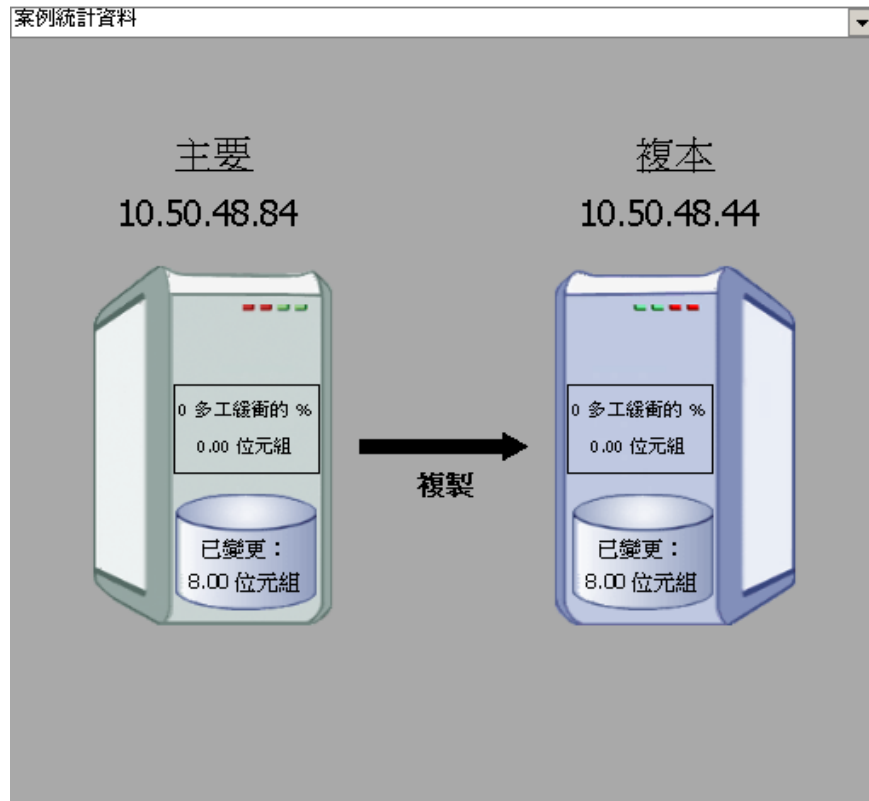 案例統計資料
主要
複本
10.50.48.84
10.50.48.44
0 多工緩衝的 %
0.00 位元組
0 多工緩衝的 %
0.00 位元組
複製
已變更：
8.00 位元組
已變更：
8.00 位元組